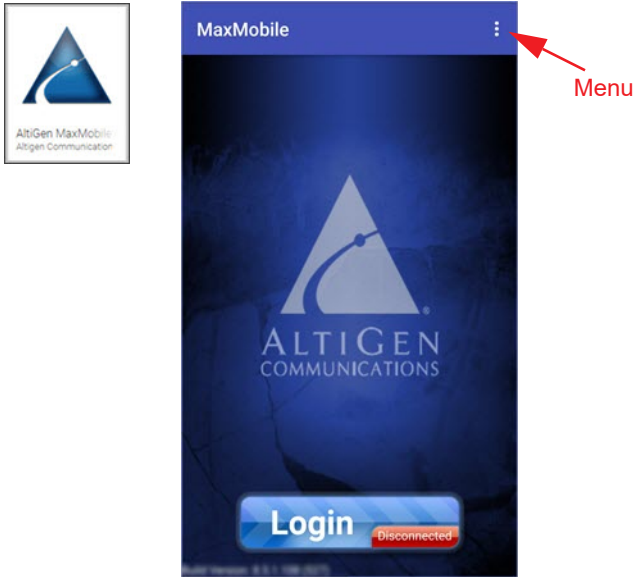 AltiGen MaxMobile
Altigen Communication
MaxMobile
Menu
ALTIGEN
COMMUNICATIONS
®
Login
Disconnected